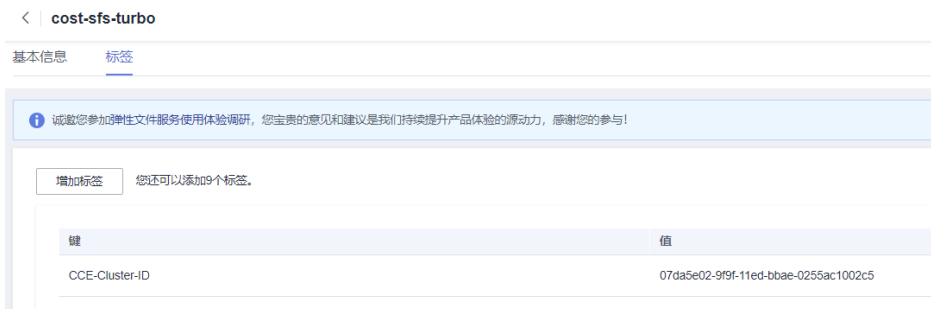 cost-sfs-turbo
基本信息 标签
诚邀您参加弹性文件服务使用体验调研，您宝贵的意见和建议是我们持续提升产品体验的源动力，感谢您的参与！
增加标签 您还可以添加9个标签。
键 值
CCE-Cluster-ID 07da5e02-9f9f-11ed-bbae-0255ac1002c5